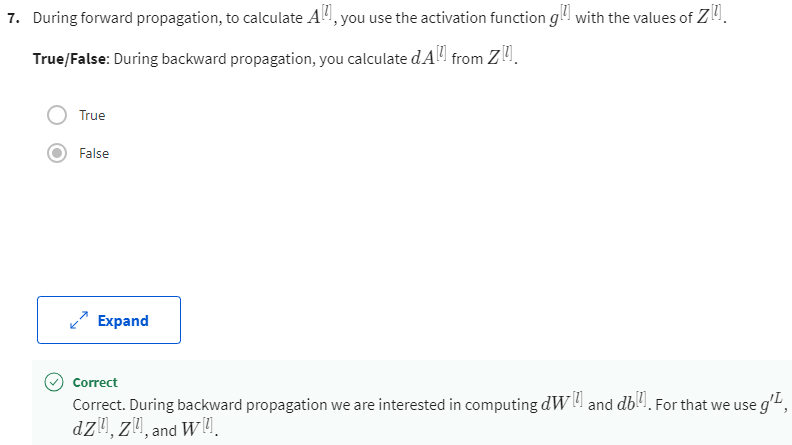 7. During forward propagation, to calculate A^[l], you use the activation function g^[l] with the values of Z^[l].
True/False: During backward propagation, you calculate dA^[l] from Z^[l].
True
False
Expand
Correct
Correct. During backward propagation we are interested in computing dW^[l] and db^[l]. For that we use g'^L,
dZ^[l], Z^[l], and W^[l].